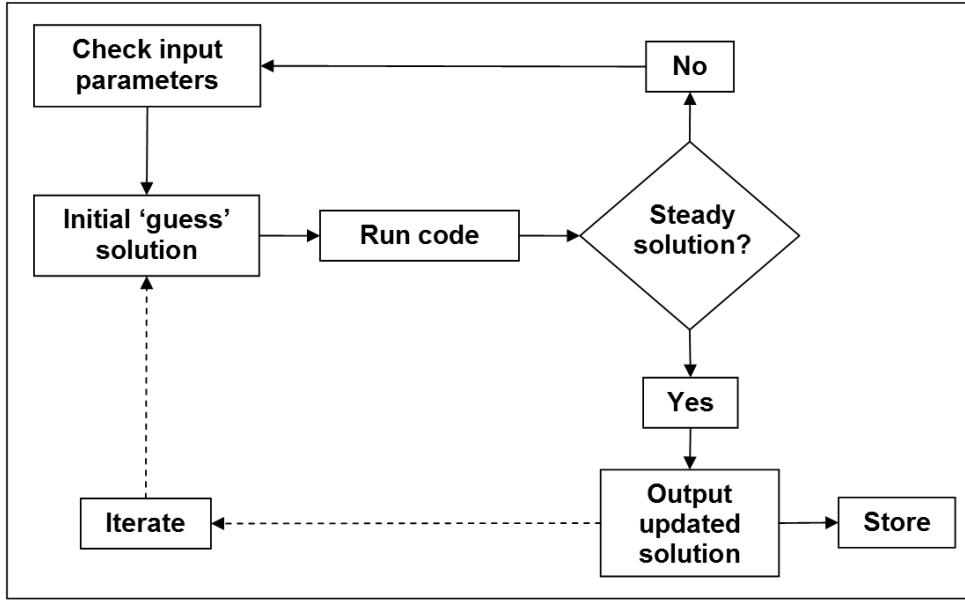 Check input
parameters
No
Initial ‘guess’
solution
Run code
Steady
solution?
Yes
Output
updated
solution
Iterate
Store